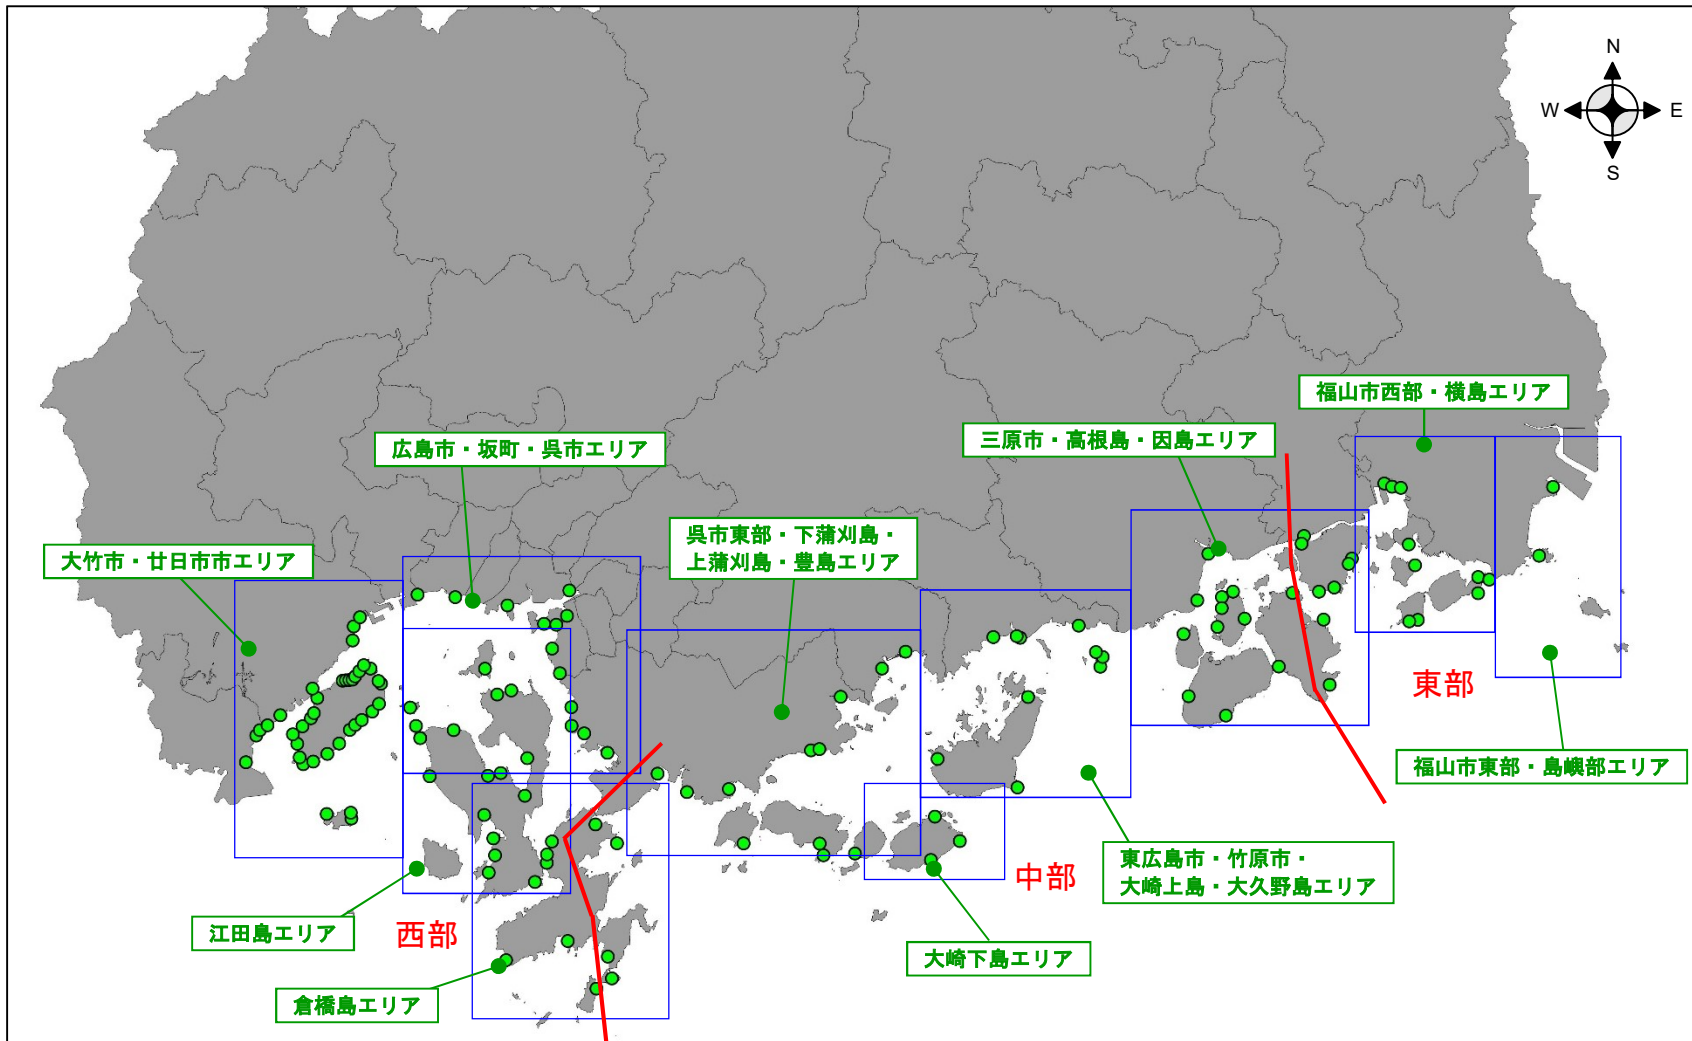 N
W
E
S
福山市西部・横島エリア
三原市・高根島・因島エリア
広島市・坂町・呉市エリア
呉市東部・下蒲刈島・
上蒲刈島・豊島エリア
大竹市・廿日市市エリア
東部
福山市東部・島嶼部エリア
東広島市・竹原市・
大崎上島・大久野島エリア
中部
江田島エリア
西部
大崎下島エリア
倉橋島エリア